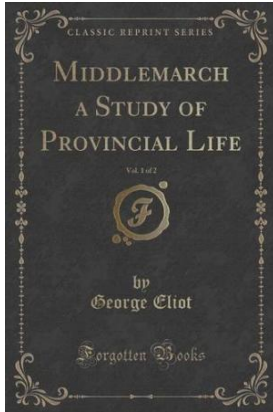 CLASSIC REPRINT SERIES
MIDDLEMARCH
A STUDY OF
PROVINCIAL LIFE
Vol. 1 of 2
F
by
George Eliot
Forgotten Books